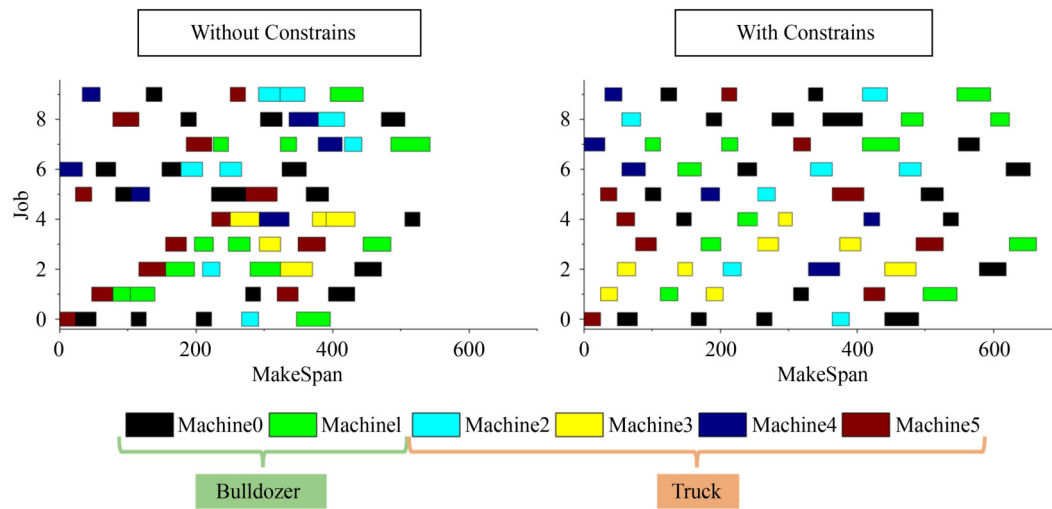 Without Constrains
With Constrains
Job
8
6
4
2
0
0 200 400 600
MakeSpan
8
6
4
2
0
0 200 400 600
MakeSpan
Machine0 Machinel Machine2 Machine3 Machine4 Machine5
Bulldozer Truck